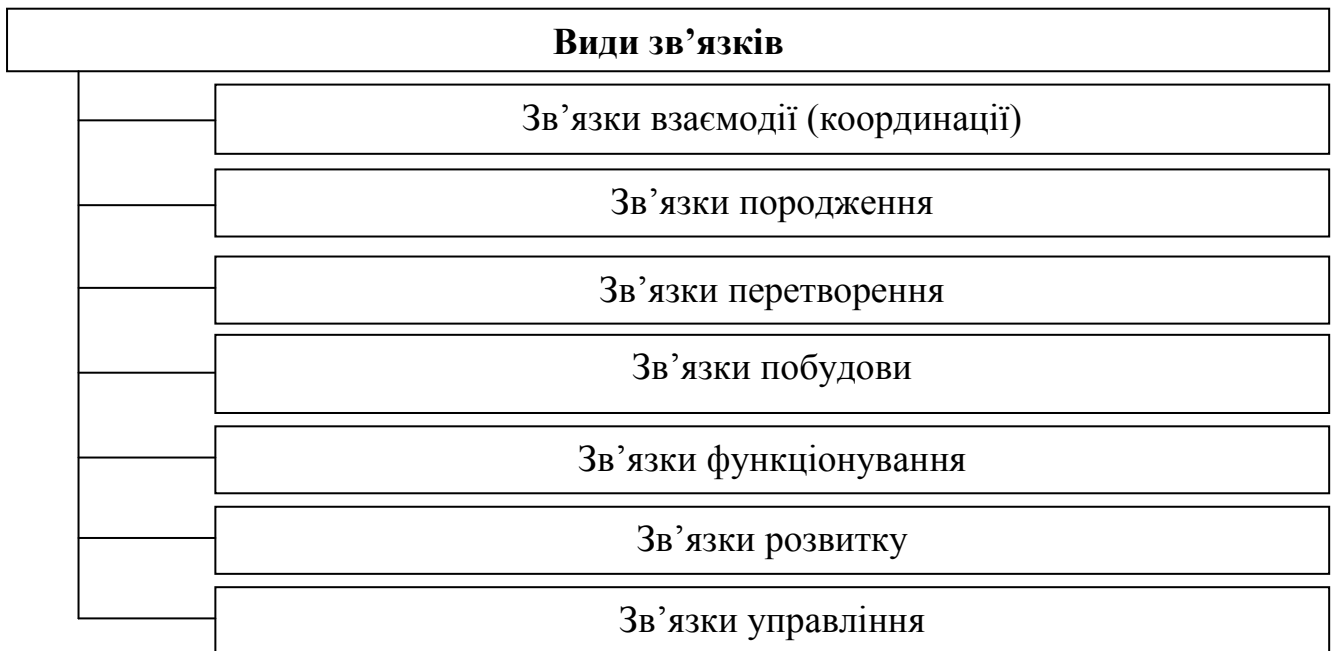 Види зв’язків
Зв’язки взаємодії (координації)
Зв’язки породження
Зв’язки перетворення
Зв’язки побудови
Зв’язки функціонування
Зв’язки розвитку
Зв’язки управління